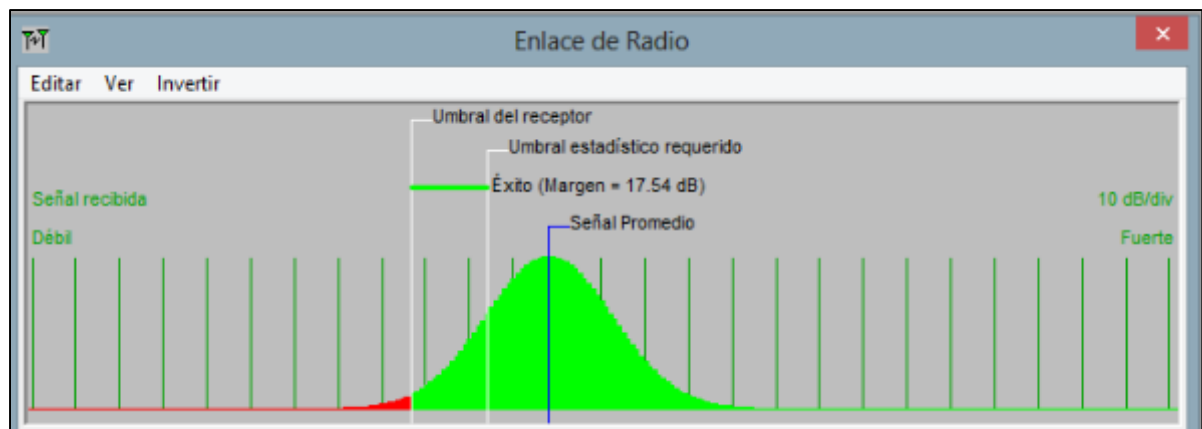 Enlace de Radio
Editar Ver Invertir
Umbral del receptor
Umbral estadístico requerido
Éxito (Margen = 17.54 dB)
Señal recibida
10 dB/div
Señal Promedio
Débil
Fuerte